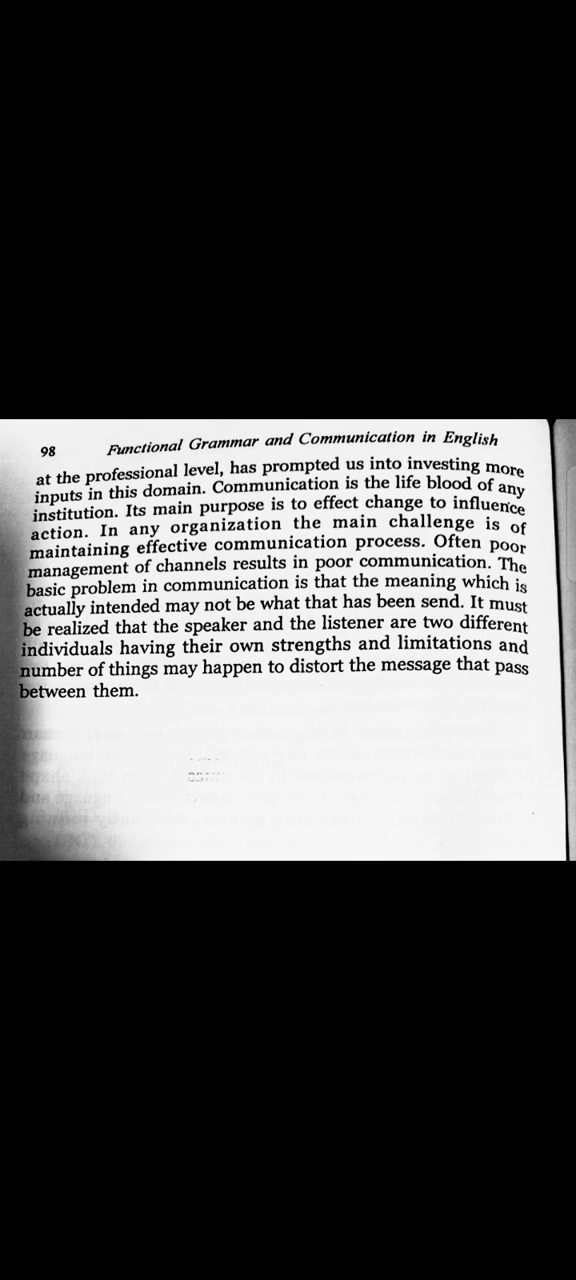 98 Functional Grammar and Communication in English
at the professional level, has prompted us into investing more
inputs in this domain. Communication is the life blood of any
institution. Its main purpose is to effect change to influence
action. In any organization the main challenge is of
maintaining effective communication process. Often poor
management of channels results in poor communication. The
basic problem in communication is that the meaning which is
actually intended may not be what that has been send. It must
be realized that the speaker and the listener are two different
individuals having their own strengths and limitations and
number of things may happen to distort the message that pass
between them.